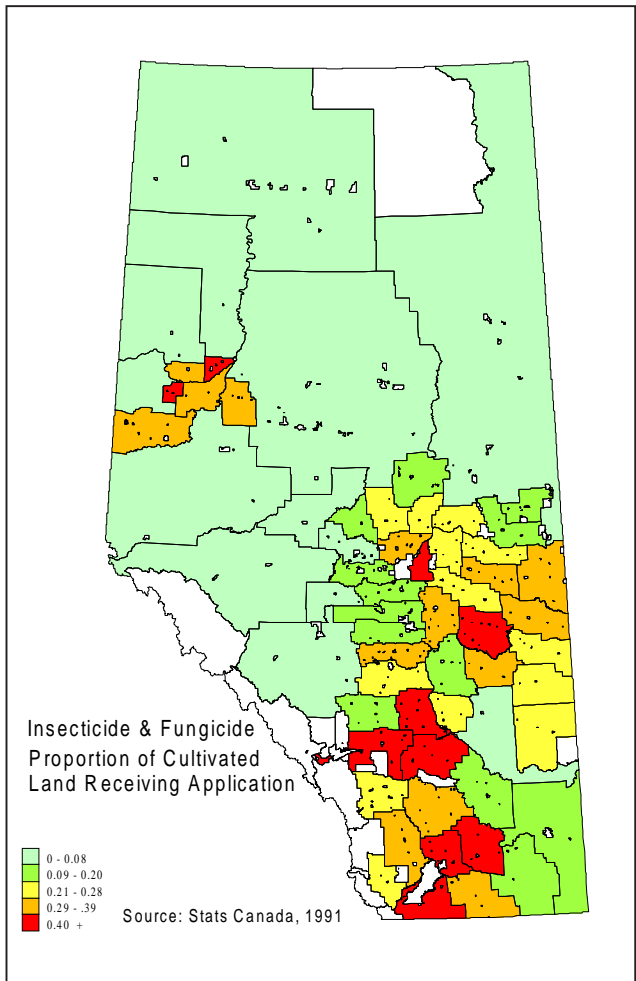 Insecticide & Fungicide
Proportion of Cultivated
Land Receiving Application
0 - 0.08
0.09 - 0.20
0.21 - 0.28
0.29 - .39
0.40 +
Source: Stats Canada, 1991